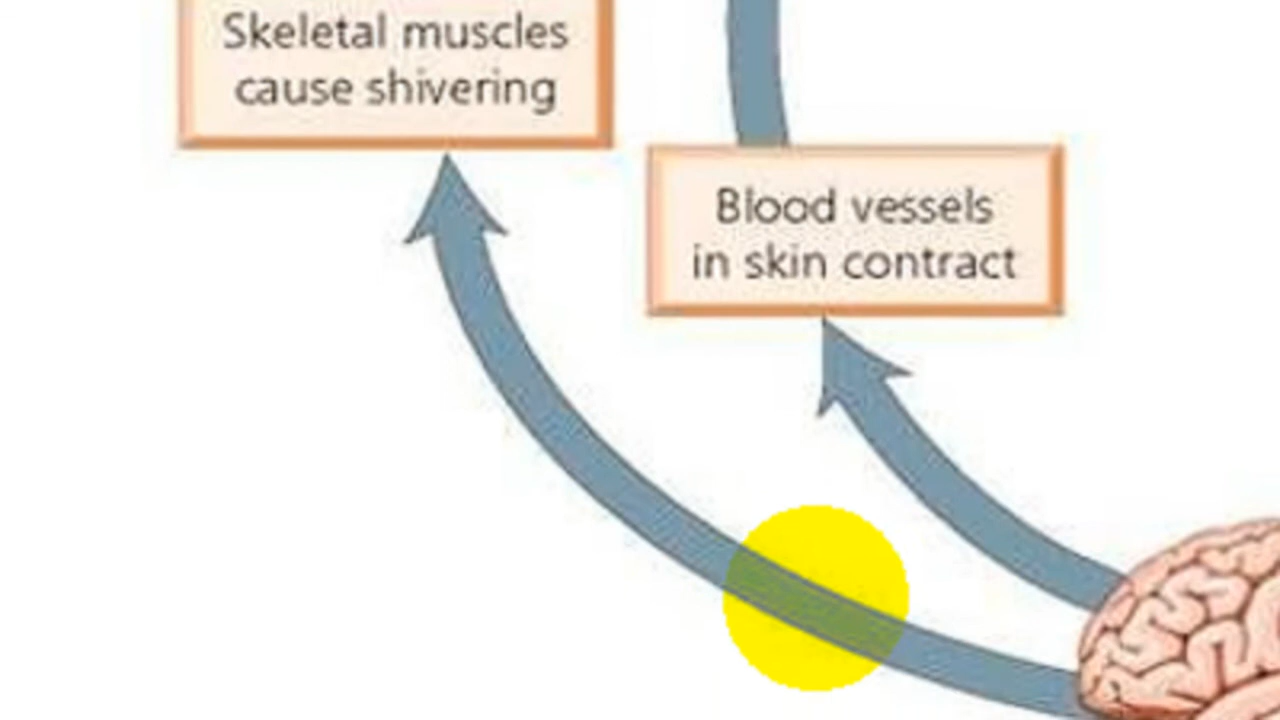 Skeletal muscles
cause shivering
Blood vessels
in skin contract